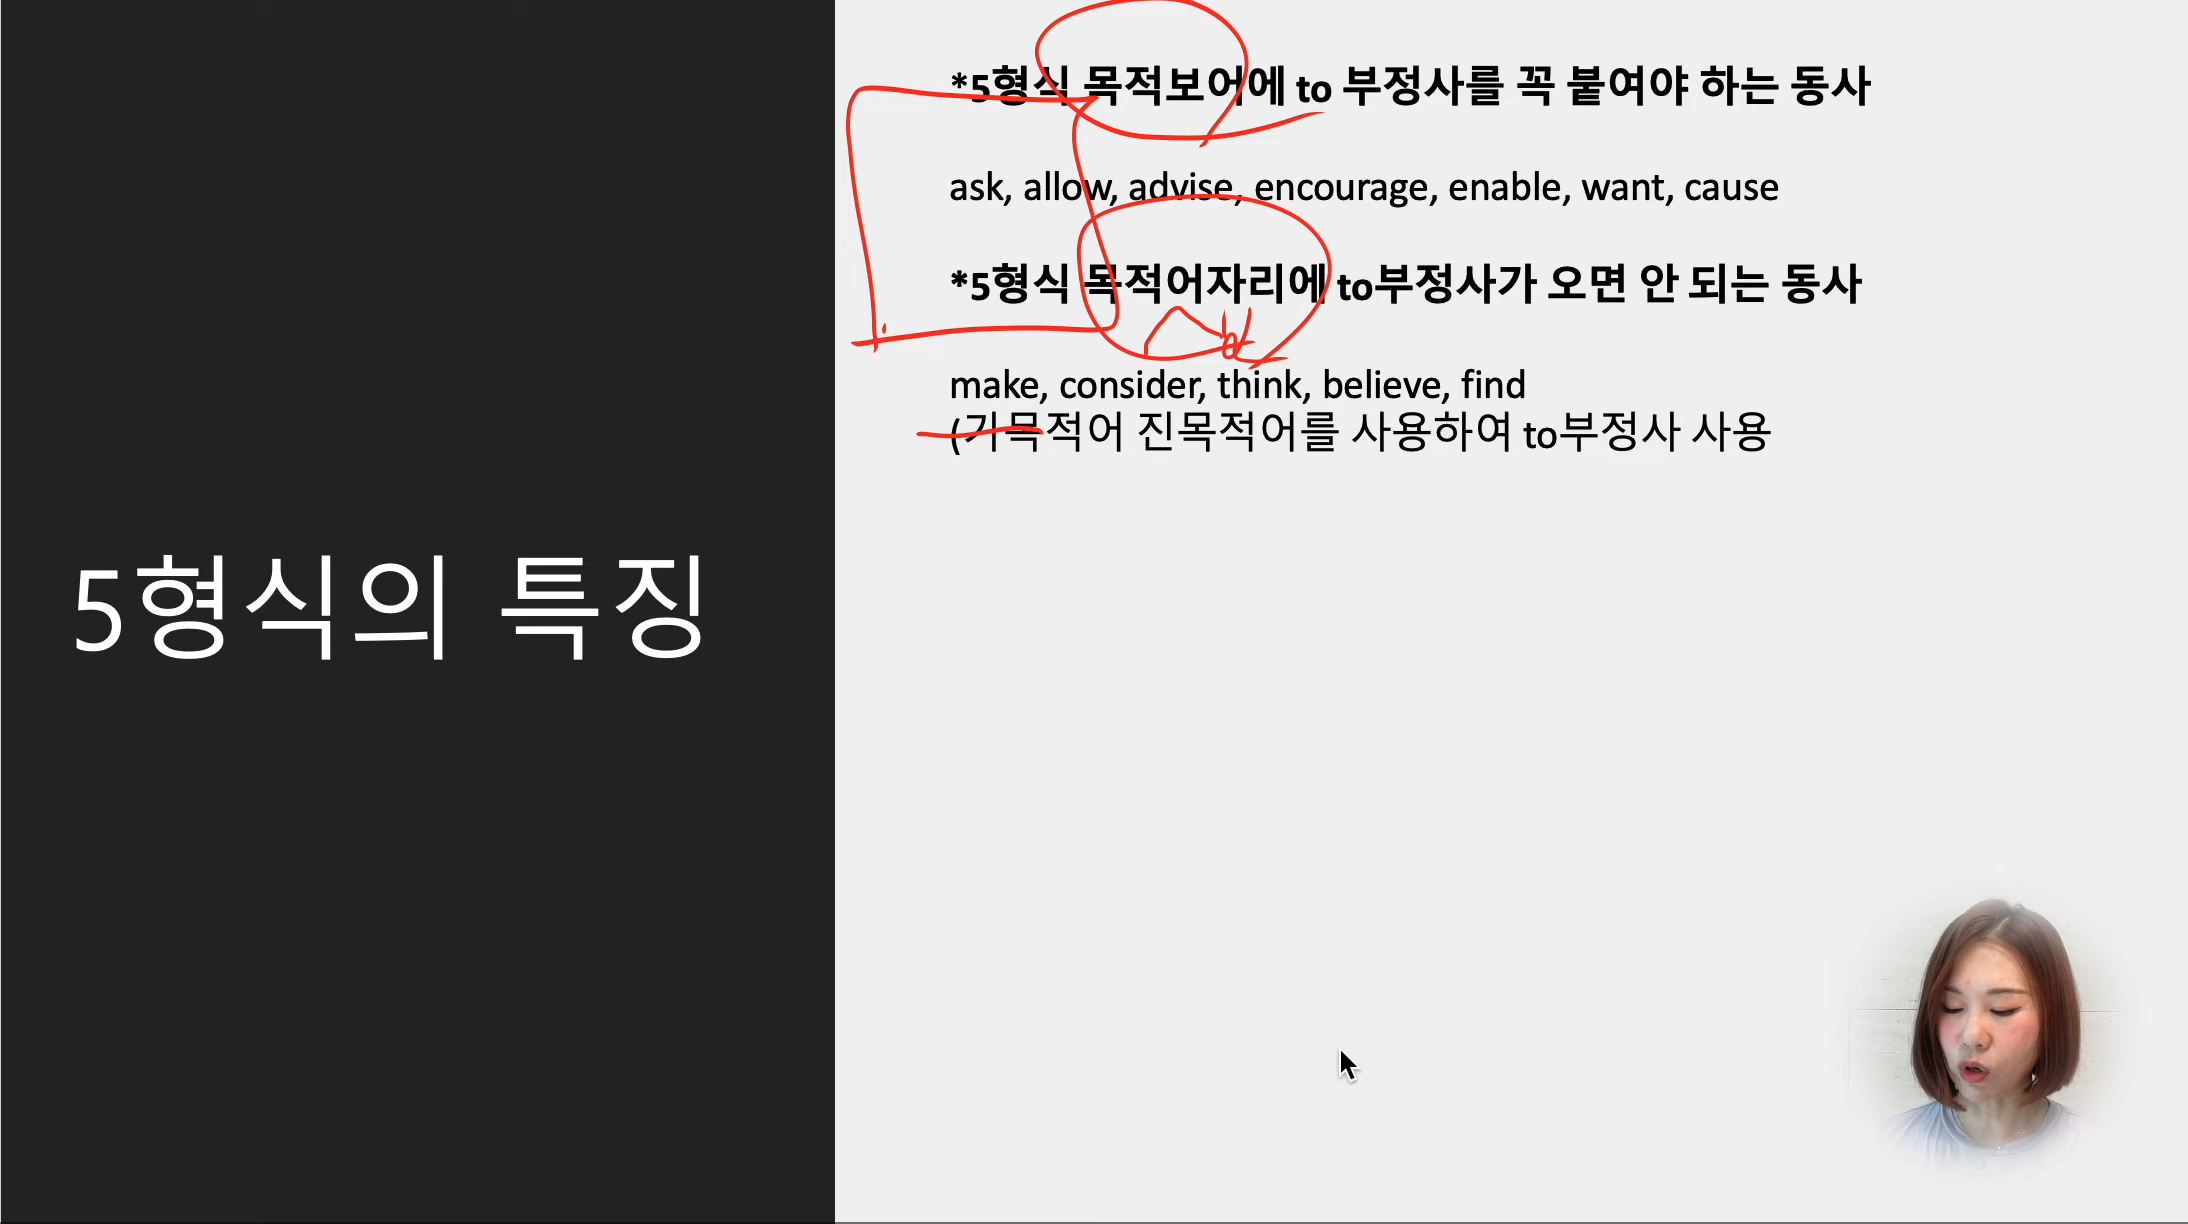 5형식의 특징
*5형식 목적보어에 to 부정사를 꼭 붙여야 하는 동사
ask, allow, advise, encourage, enable, want, cause
*5형식 목적어자리에 to부정사가 오면 안 되는 동사
make, consider, think, believe, find
(가목적어 진목적어를 사용하여 to부정사 사용